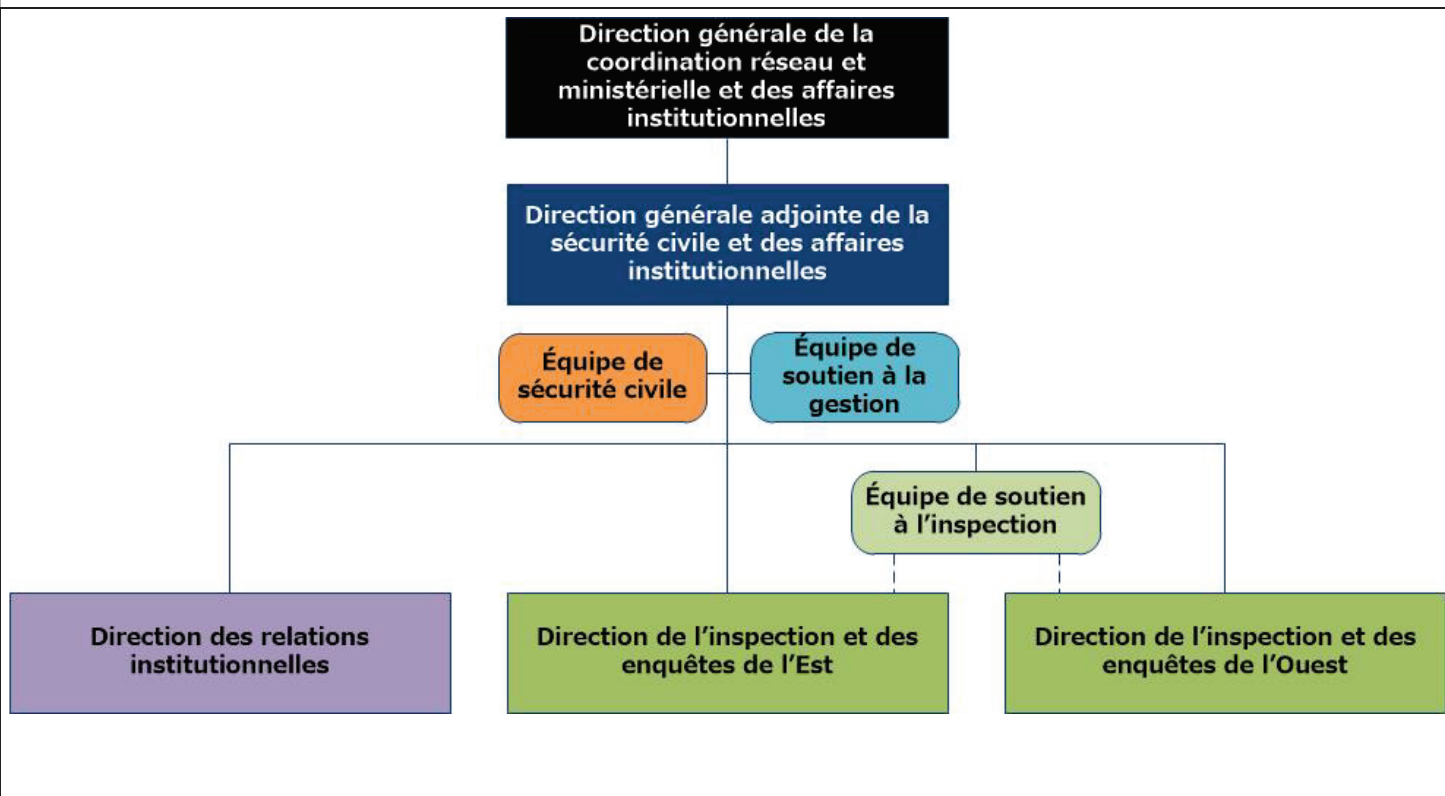 Direction générale de la
coordination réseau et
ministérielle et des affaires
institutionnelles
Direction générale adjointe de la
sécurité civile et des affaires
institutionnelles
Équipe de
sécurité civile
Équipe de
soutien à la
gestion
Équipe de soutien
à l’inspection
Direction des relations
institutionnelles
Direction de l’inspection et des
enquêtes de l’Est
Direction de l’inspection et des
enquêtes de l’Ouest